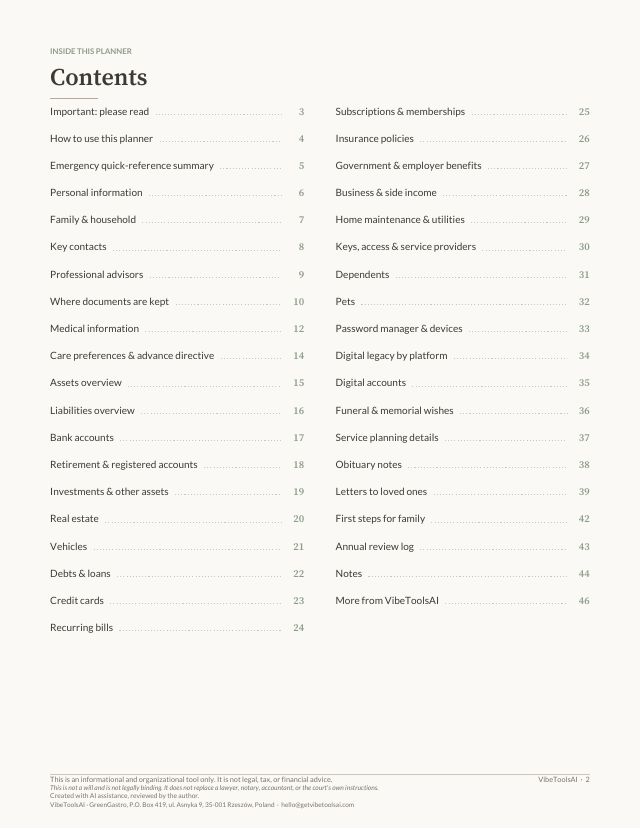 INSIDE THIS PLANNER
Contents
Important: please read 3
How to use this planner 4
Emergency quick-reference summary 5
Personal information 6
Family & household 7
Key contacts 8
Professional advisors 9
Where documents are kept 10
Medical information 12
Care preferences & advance directive 14
Assets overview 15
Liabilities overview 16
Bank accounts 17
Retirement & registered accounts 18
Investments & other assets 19
Real estate 20
Vehicles 21
Debts & loans 22
Credit cards 23
Recurring bills 24
Subscriptions & memberships 25
Insurance policies 26
Government & employer benefits 27
Business & side income 28
Home maintenance & utilities 29
Keys, access & service providers 30
Dependents 31
Pets 32
Password manager & devices 33
Digital legacy by platform 34
Digital accounts 35
Funeral & memorial wishes 36
Service planning details 37
Obituary notes 38
Letters to loved ones 39
First steps for family 42
Annual review log 43
Notes 44
More from VibeToolsAI 46
This is an informational and organizational tool only. It is not legal, tax, or financial advice.
This is not a will and is not legally binding. It does not replace a lawyer, notary, accountant, or the court's own instructions.
Created with AI assistance, reviewed by the author.
VibeToolsAI · GreenGastro, P.O. Box 419, ul. Asnyka 9, 35-001 Rzeszów, Poland · hello@getvibetoolsai.com
VibeToolsAI · 2